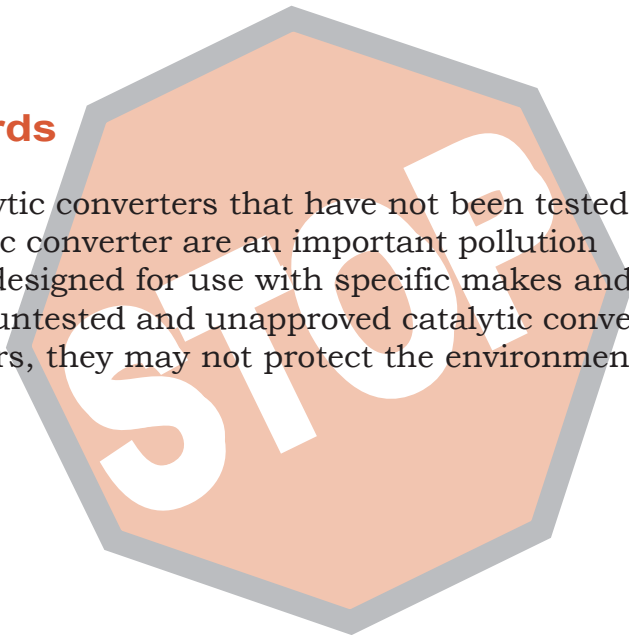 rds
ytic converters that have not been tested
ic converter are an important pollution
designed for use with specific makes and
untested and unapproved catalytic conve
rs, they may not protect the environmen
STOP